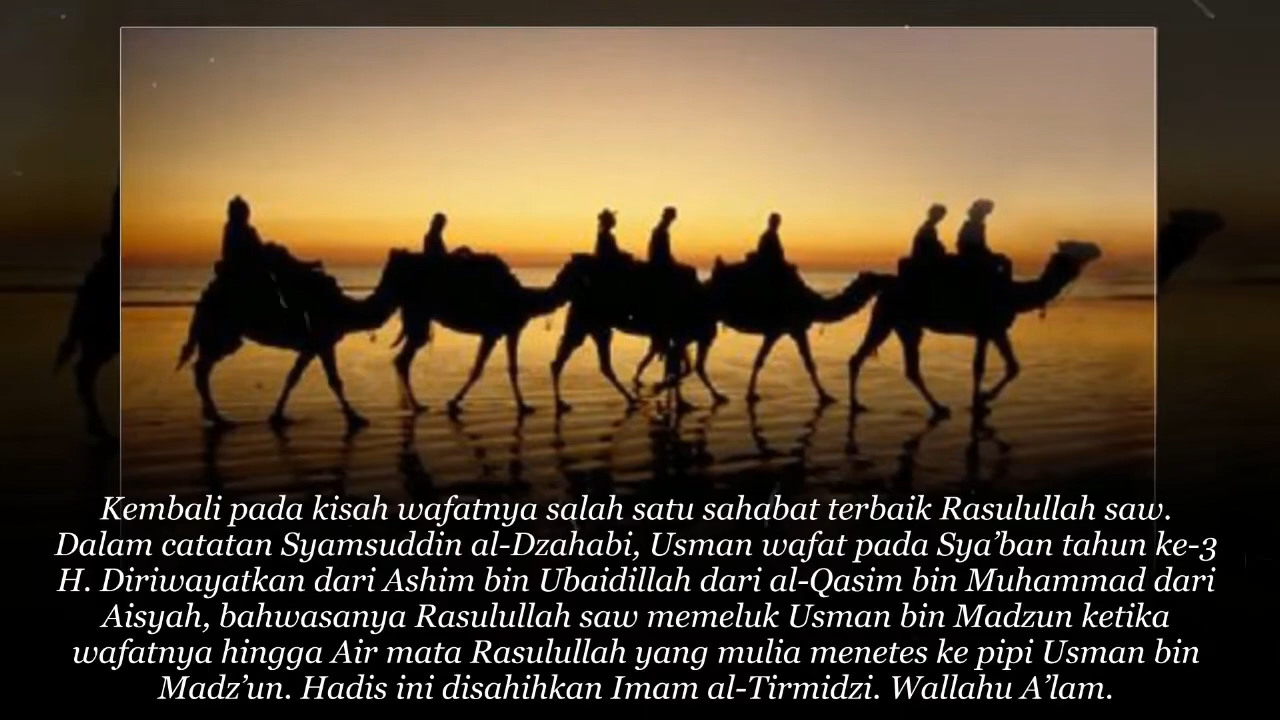 Kembali pada kisah wafatnya salah satu sahabat terbaik Rasulullah saw.
Dalam catatan Syamsuddin al-Dzahabi, Usman wafat pada Sya’ban tahun ke-3
H. Diriwayatkan dari Ashim bin Ubaidillah dari al-Qasim bin Muhammad dari
Aisyah, bahwasanya Rasulullah saw memeluk Usman bin Madzun ketika
wafatnya hingga Air mata Rasulullah yang mulia menetes ke pipi Usman bin
Madz’un. Hadis ini disahihkan Imam al-Tirmidzi. Wallahu A’lam.